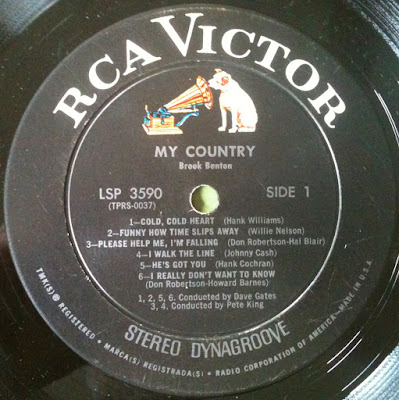 RCA VICTOR
MY COUNTRY
Brook Benton
LSP 3590
(TPRS-0037)
SIDE 1
1—COLD, COLD HEART (Hank Williams)
2—FUNNY HOW TIME SLIPS AWAY (Willie Nelson)
3—PLEASE HELP ME, I'M FALLING (Don Robertson-Hal Blair)
4—I WALK THE LINE (Johnny Cash)
5—HE'S GOT YOU (Hank Cochran)
6—I REALLY DON'T WANT TO KNOW
(Don Robertson-Howard Barnes)
1, 2, 5, 6. Conducted by Dave Gates
3, 4. Conducted by Pete King
STEREO DYNAGROOVE
TMK(S) ® REGISTERED • MARCA(S) REGISTRADA(S) • RADIO CORPORATION OF AMERICA—MADE IN U.S.A.